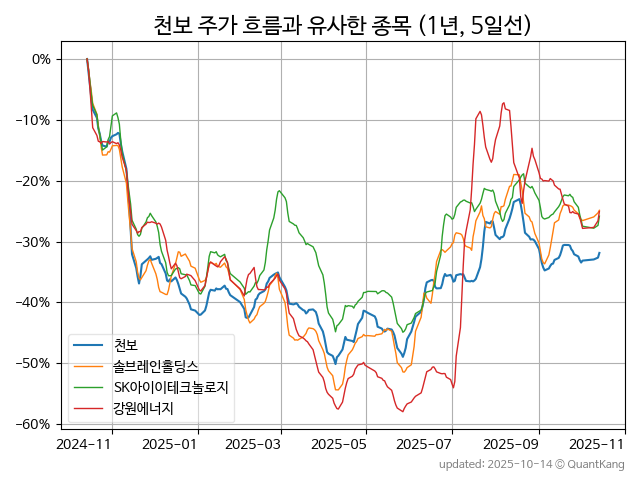 천보 주가 흐름과 유사한 종목 (1년, 5일선)
0%
−10%
−20%
−30%
−40%
−50%
−60%
천보
솔브레인홀딩스
SK아이이테크놀로지
강원에너지
2024-11 2025-01 2025-03 2025-05 2025-07 2025-09 2025-11
updated: 2025-10-14 © QuantKang